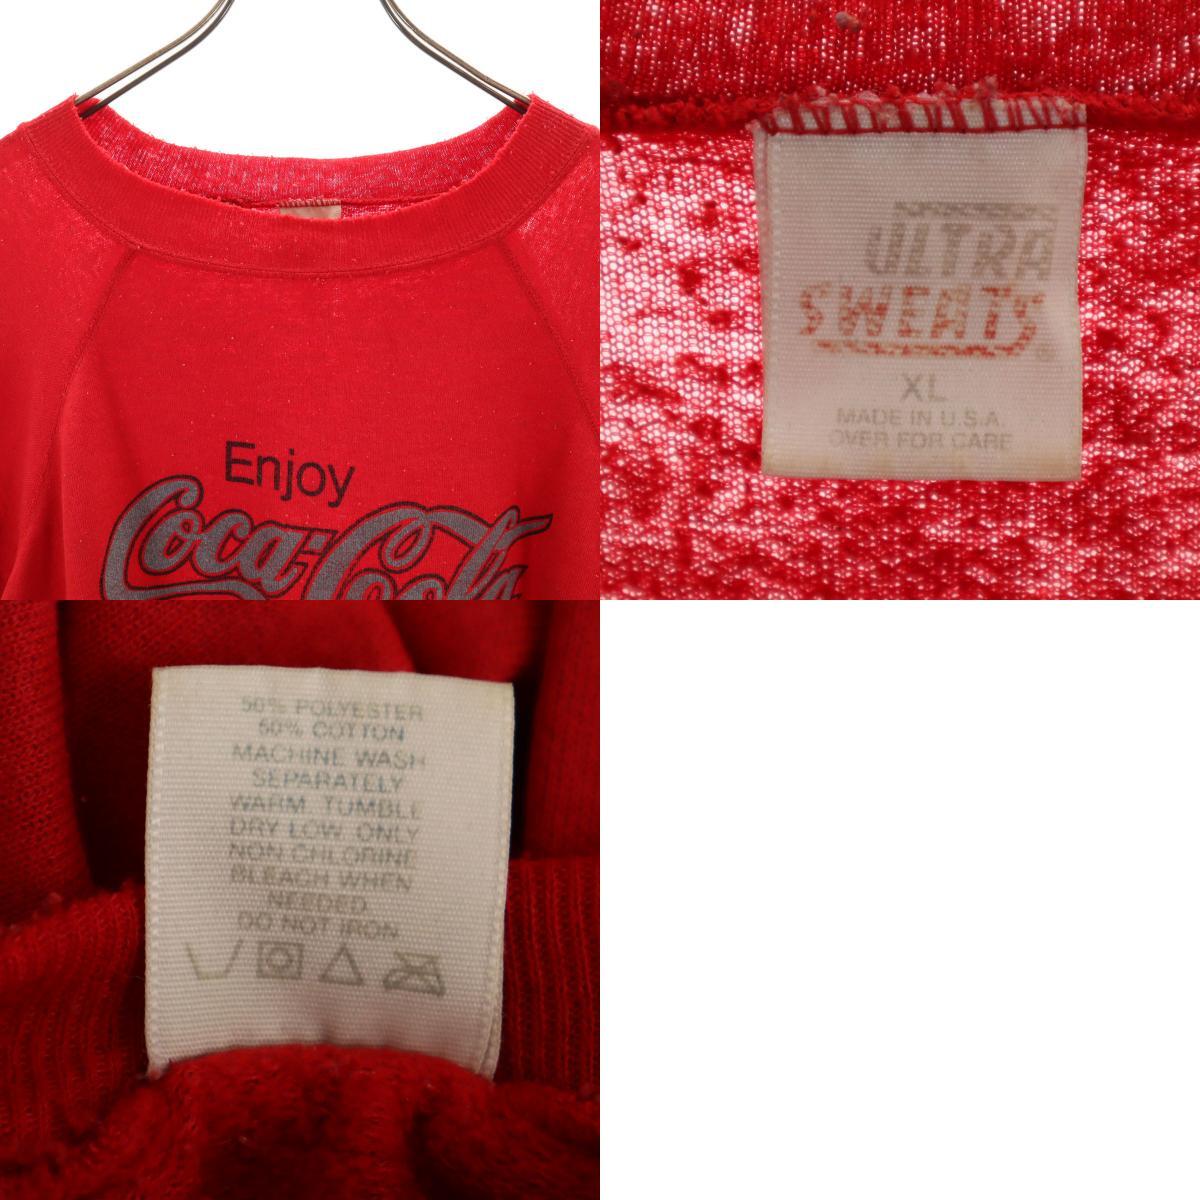 Enjoy
Coca-Cola
ULTRA
SWEATS
XL
MADE IN U.S.A.
OVER FOR CARE
50% POLYESTER
50% COTTON
MACHINE WASH
SEPARATELY
WARM. TUMBLE
DRY LOW. ONLY
NON CHLORINE
BLEACH WHEN
NEEDED.
DO NOT IRON